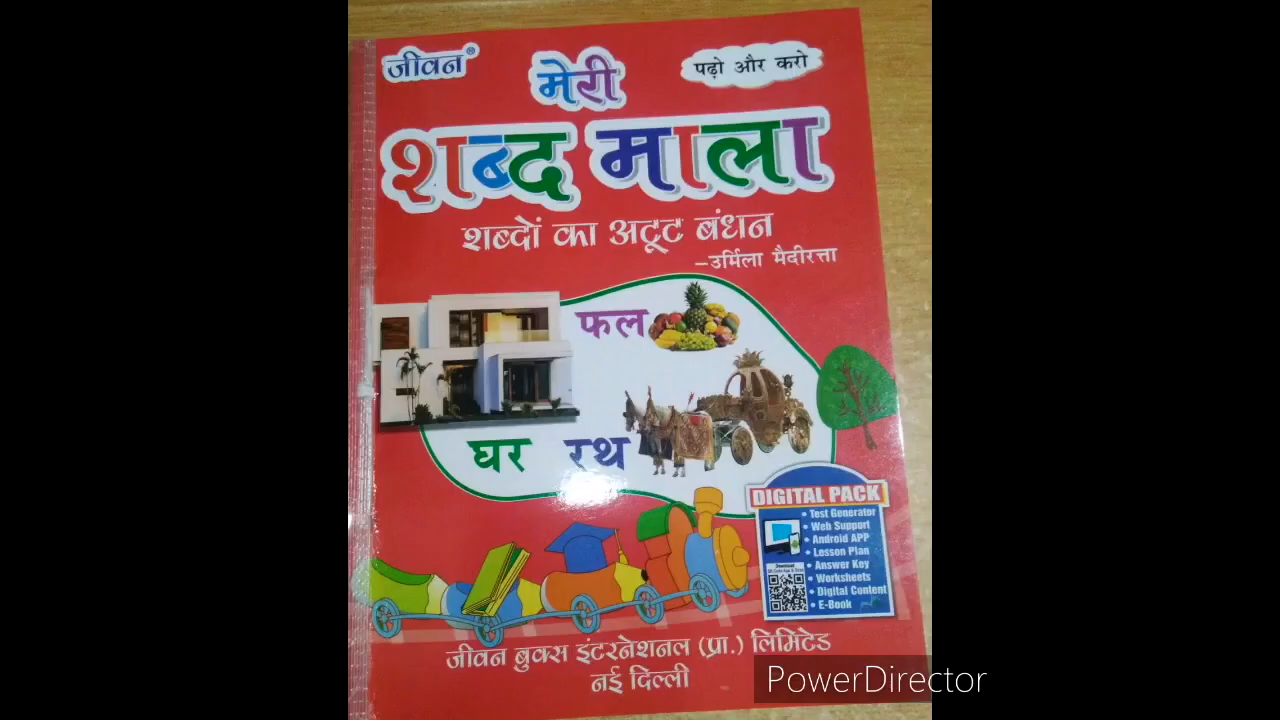 जीवन®
मेरी
पढ़ो और करो
शब्द माला
शब्दों का अटूट बंधन
–उर्मिला मैदीरत्ता
फल
घर
रथ
DIGITAL PACK
• Test Generator
• Web Support
• Android APP
• Lesson Plan
• Answer Key
• Worksheets
• Digital Content
• E-Book
Download
जीवन बुक्स इंटरनेशनल (प्रा.) लिमिटेड
नई दिल्ली
PowerDirector